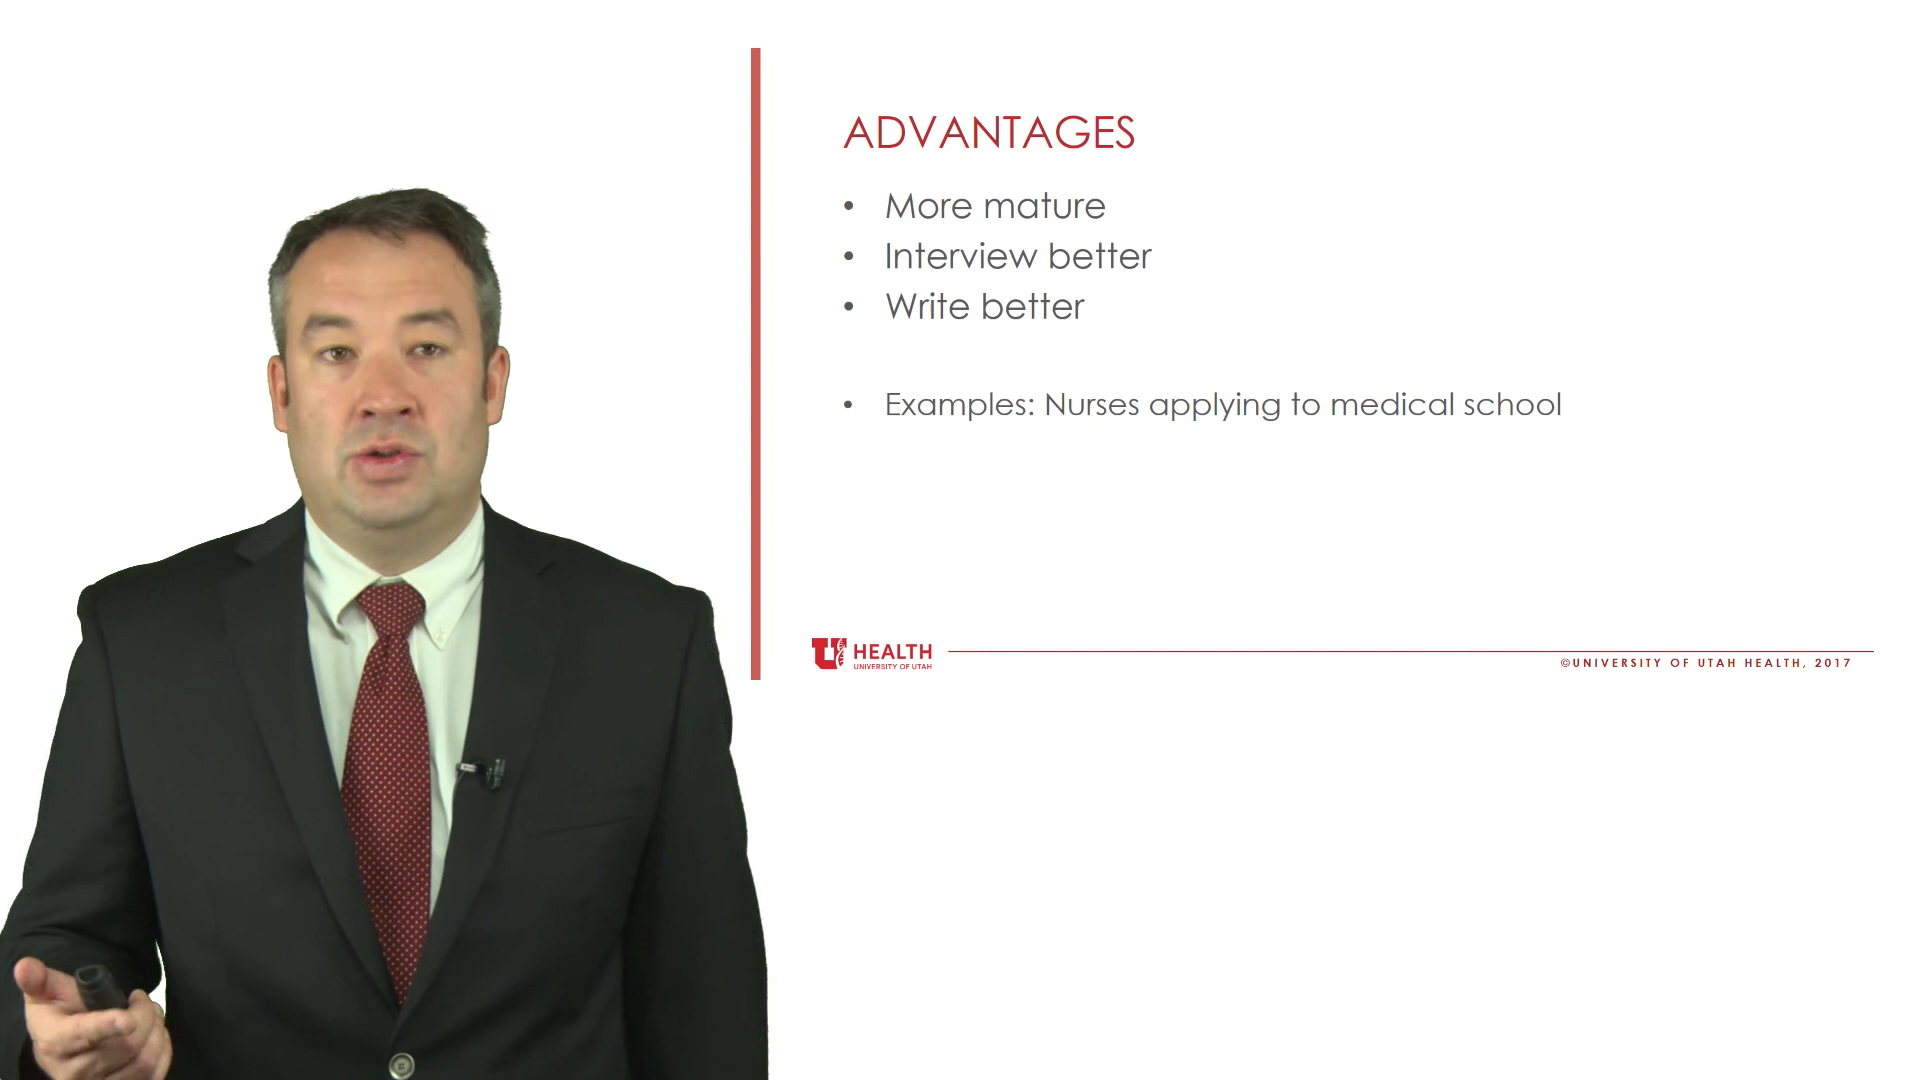 ADVANTAGES
• More mature
• Interview better
• Write better
• Examples: Nurses applying to medical school
U HEALTH
UNIVERSITY OF UTAH
©UNIVERSITY OF UTAH HEALTH, 2017